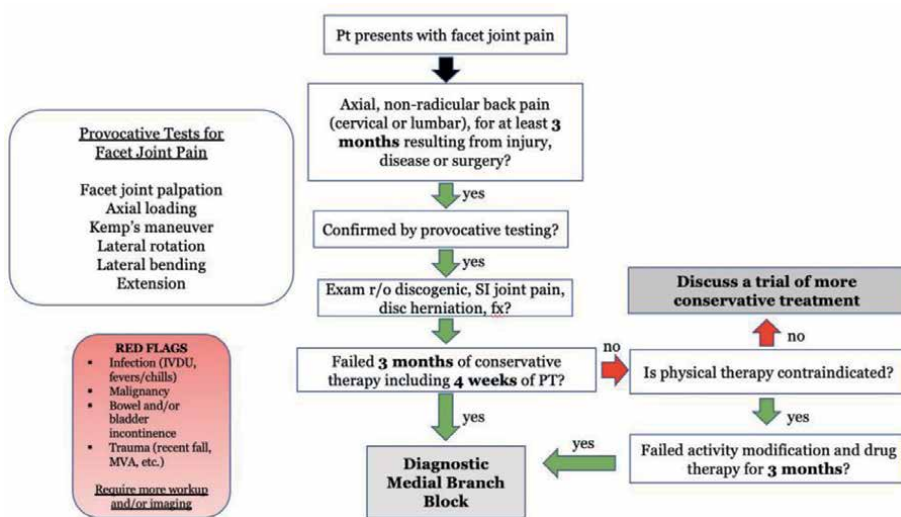 Pt presents with facet joint pain
Axial, non-radicular back pain
(cervical or lumbar), for at least 3
months resulting from injury,
disease or surgery?
yes
Confirmed by provocative testing?
yes
Exam r/o discogenic, SI joint pain,
disc herniation, fx?
Failed 3 months of conservative
therapy including 4 weeks of PT?
yes
Diagnostic
Medial Branch
Block
no
Is physical therapy contraindicated?
no
Discuss a trial of more
conservative treatment
yes
Failed activity modification and drug
therapy for 3 months?
yes
Provocative Tests for
Facet Joint Pain
Facet joint palpation
Axial loading
Kemp's maneuver
Lateral rotation
Lateral bending
Extension
RED FLAGS
▪ Infection (IVDU,
fevers/chills)
▪ Malignancy
▪ Bowel and/or
bladder
incontinence
▪ Trauma (recent fall,
MVA, etc.)
Require more workup
and/or imaging